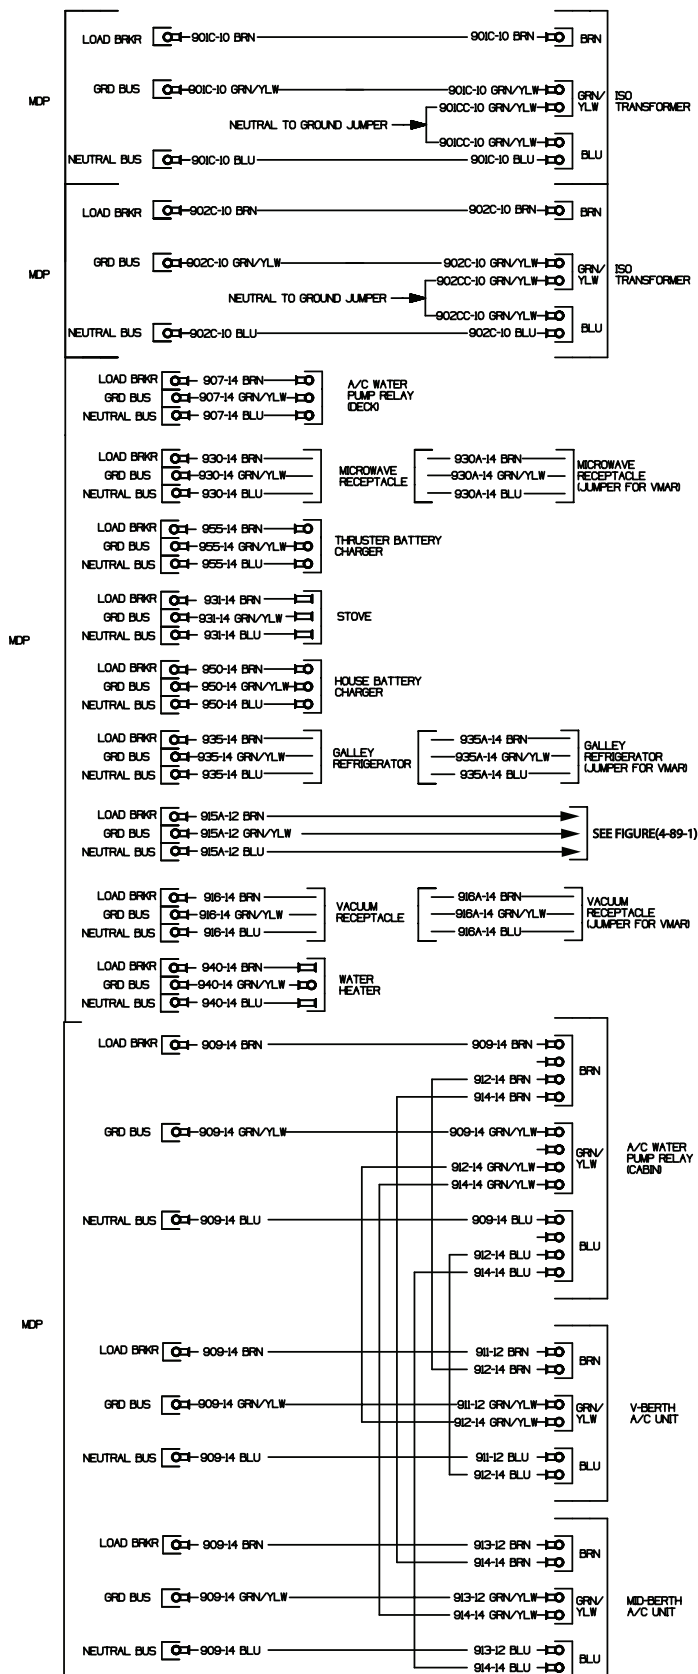 LOAD BRKR 901C-10 BRN 901C-10 BRN BRN
GRD BUS 901C-10 GRN/YLW 901C-10 GRN/YLW GRN/ ISO
MDP 901CC-10 GRN/YLW YLW TRANSFORMER
NEUTRAL TO GROUND JUMPER
901CC-10 GRN/YLW
BLU
NEUTRAL BUS 901C-10 BLU 901C-10 BLU
LOAD BRKR 902C-10 BRN 902C-10 BRN BRN
GRD BUS 902C-10 GRN/YLW 902C-10 GRN/YLW GRN/ ISO
MDP 902CC-10 GRN/YLW YLW TRANSFORMER
NEUTRAL TO GROUND JUMPER
902CC-10 GRN/YLW
BLU
NEUTRAL BUS 902C-10 BLU 902C-10 BLU
LOAD BRKR 907-14 BRN A/C WATER
GRD BUS 907-14 GRN/YLW PUMP RELAY
NEUTRAL BUS 907-14 BLU (DECK)
LOAD BRKR 930-14 BRN 930A-14 BRN MICROWAVE
GRD BUS 930-14 GRN/YLW MICROWAVE 930A-14 GRN/YLW RECEPTACLE
NEUTRAL BUS 930-14 BLU RECEPTACLE 930A-14 BLU (JUMPER FOR VMAR)
LOAD BRKR 955-14 BRN
GRD BUS 955-14 GRN/YLW THRUSTER BATTERY
NEUTRAL BUS 955-14 BLU CHARGER
LOAD BRKR 931-14 BRN
GRD BUS 931-14 GRN/YLW STOVE
NEUTRAL BUS 931-14 BLU
MDP
LOAD BRKR 950-14 BRN
GRD BUS 950-14 GRN/YLW HOUSE BATTERY
NEUTRAL BUS 950-14 BLU CHARGER
LOAD BRKR 935-14 BRN 935A-14 BRN GALLEY
GRD BUS 935-14 GRN/YLW GALLEY 935A-14 GRN/YLW REFRIGERATOR
NEUTRAL BUS 935-14 BLU REFRIGERATOR 935A-14 BLU (JUMPER FOR VMAR)
LOAD BRKR 915A-12 BRN
GRD BUS 915A-12 GRN/YLW SEE FIGURE(4-89-1)
NEUTRAL BUS 915A-12 BLU
LOAD BRKR 916-14 BRN 916A-14 BRN VACUUM
GRD BUS 916-14 GRN/YLW VACUUM 916A-14 GRN/YLW RECEPTACLE
NEUTRAL BUS 916-14 BLU RECEPTACLE 916A-14 BLU (JUMPER FOR VMAR)
LOAD BRKR 940-14 BRN
GRD BUS 940-14 GRN/YLW WATER
NEUTRAL BUS 940-14 BLU HEATER
LOAD BRKR 909-14 BRN 909-14 BRN
BRN
912-14 BRN
914-14 BRN
GRD BUS 909-14 GRN/YLW 909-14 GRN/YLW
GRN/ A/C WATER
912-14 GRN/YLW YLW PUMP RELAY
914-14 GRN/YLW (CABIN)
NEUTRAL BUS 909-14 BLU 909-14 BLU
BLU
912-14 BLU
914-14 BLU
MDP
LOAD BRKR 909-14 BRN 911-12 BRN
912-14 BRN BRN
GRD BUS 909-14 GRN/YLW 911-12 GRN/YLW GRN/ V-BERTH
912-14 GRN/YLW YLW A/C UNIT
NEUTRAL BUS 909-14 BLU 911-12 BLU
912-14 BLU BLU
LOAD BRKR 909-14 BRN 913-12 BRN
914-14 BRN BRN
GRD BUS 909-14 GRN/YLW 913-12 GRN/YLW GRN/ MID-BERTH
914-14 GRN/YLW YLW A/C UNIT
NEUTRAL BUS 909-14 BLU 913-12 BLU
914-14 BLU BLU